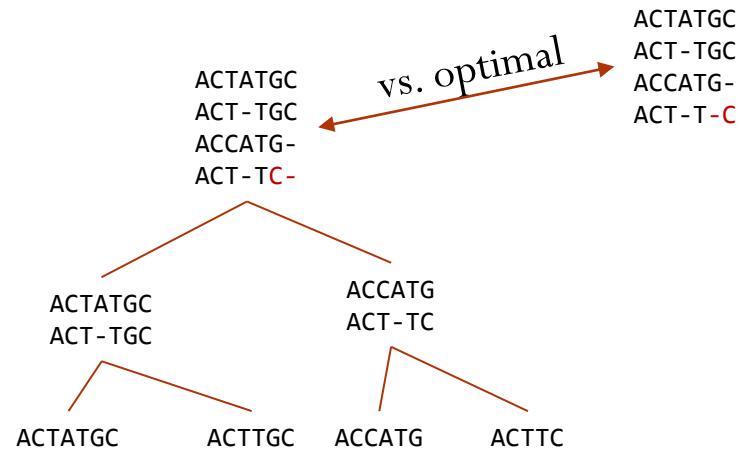 ACTATGC
ACT-TGC
ACCATG-
ACT-T-C
vs. optimal
ACTATGC
ACT-TGC
ACCATG-
ACT-TC-
ACTATGC
ACT-TGC
ACCATG
ACT-TC
ACTATGC
ACTTGC
ACCATG
ACTTC